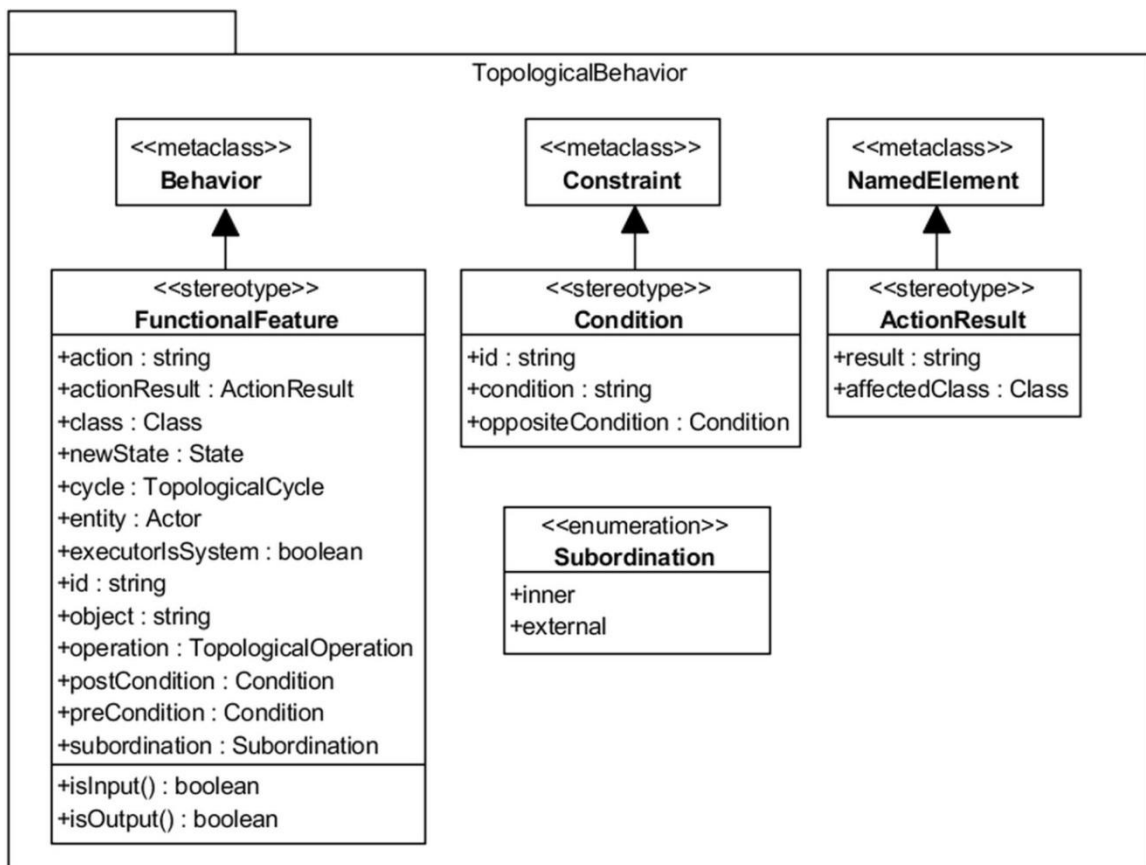 TopologicalBehavior
<<metaclass>>
Behavior
<<metaclass>>
Constraint
<<metaclass>>
NamedElement
<<stereotype>>
FunctionalFeature
+action : string
+actionResult : ActionResult
+class : Class
+newState : State
+cycle : TopologicalCycle
+entity : Actor
+executorIsSystem : boolean
+id : string
+object : string
+operation : TopologicalOperation
+postCondition : Condition
+preCondition : Condition
+subordination : Subordination
+isInput() : boolean
+isOutput() : boolean
<<stereotype>>
Condition
+id : string
+condition : string
+oppositeCondition : Condition
<<stereotype>>
ActionResult
+result : string
+affectedClass : Class
<<enumeration>>
Subordination
+inner
+external